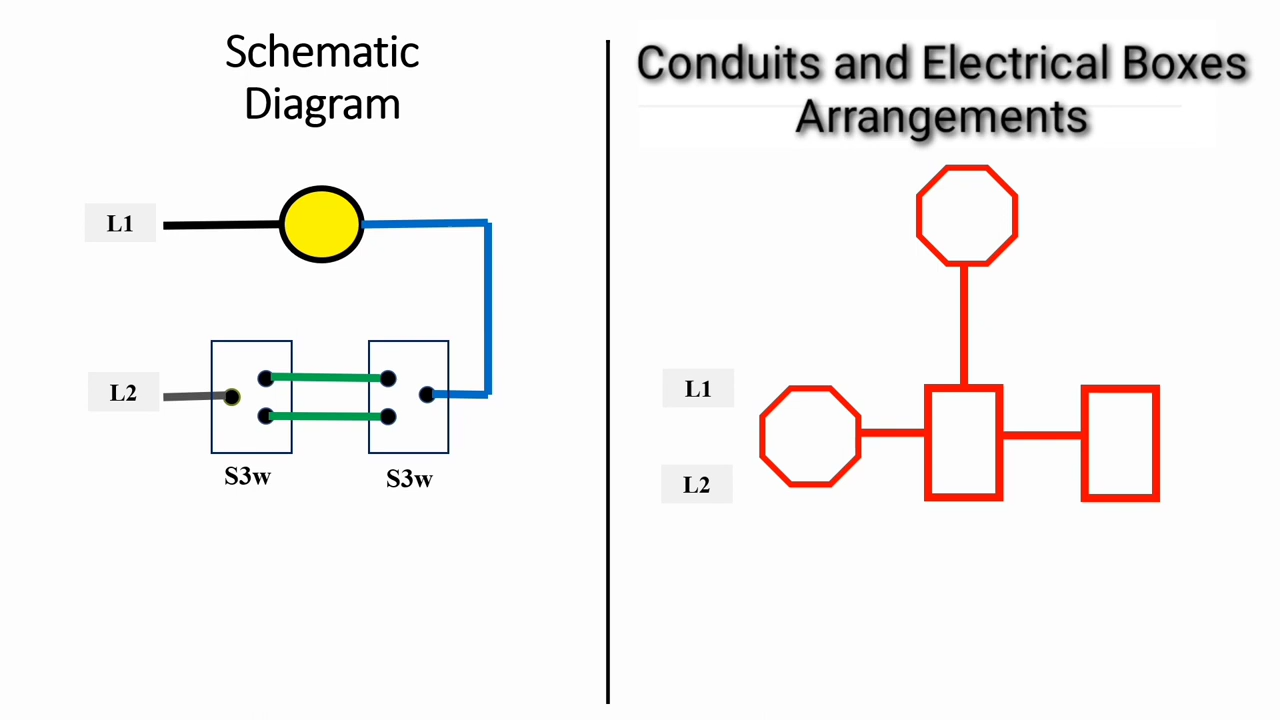 Schematic
Diagram
L1
L2
S3w
S3w
Conduits and Electrical Boxes
Arrangements
L1
L2